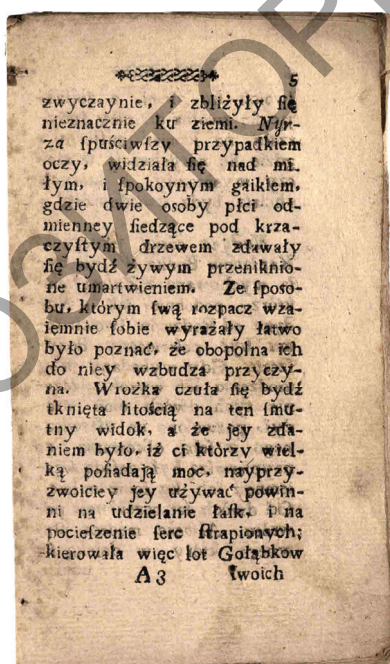 5
zwyczaynie, i zbliżyły ſię
nieznacznie ku ziemi. Nyr-
za ſpuściwſzy przypadkiem
oczy, widziała ſię nad mi-
łym, i ſpokoynym gaikiem,
gdzie dwie osoby płci od-
mienney ſiedzące pod krza-
czyſtym drzewem zdawały
ſię bydź żywym przeniknio-
ne umartwieniem. Ze ſposo-
bu, którym ſwą rozpacz wza-
iemnie ſobie wyrażały łatwo
było poznać, że obopolna ich
do niey wzbudza przyczy-
na. Wrożka czuła ſię bydź
tknięta litością na ten ſmu-
tny widok, a że jey zda-
niem było, iż ci którzy wiel-
ką poſiadają moc, nayprzy-
zwoiciey jey używać powin-
ni na udzielanie łaſk, i na
pocieſzenie ſerc ſtrapionych;
kierowała więc lot Gołąbkow
A 3 ſwoich